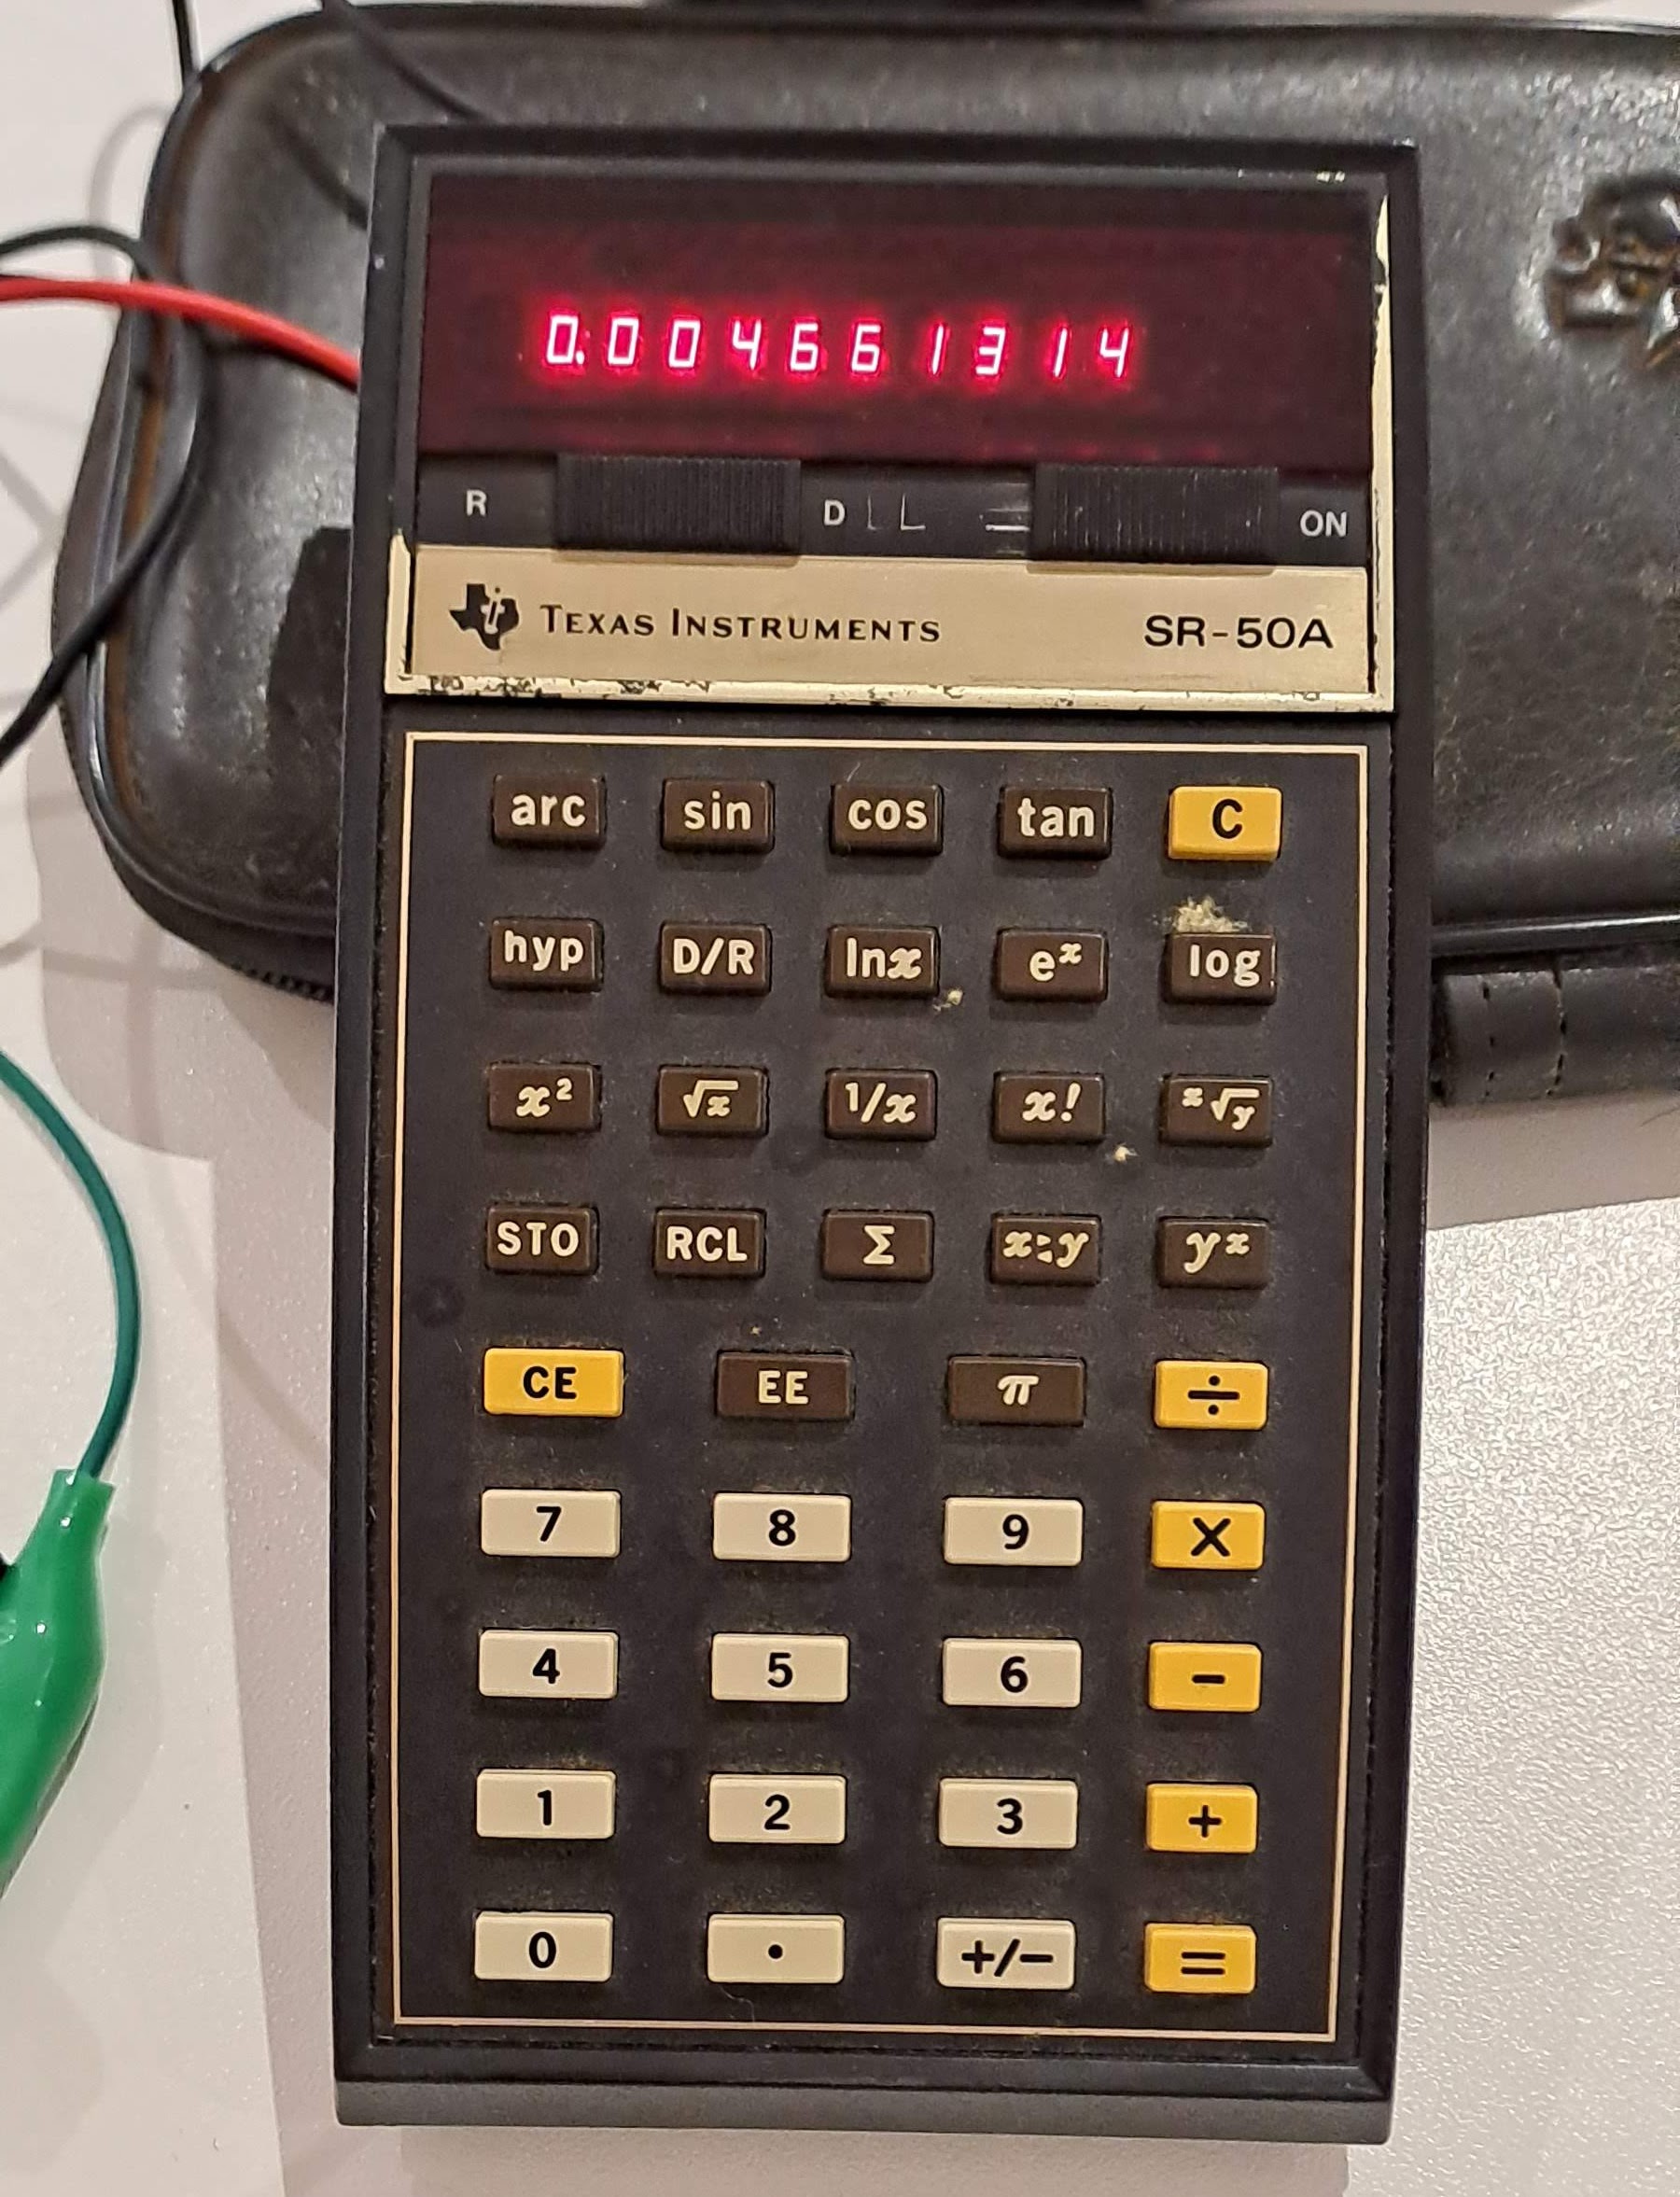 0.004661314
R D ON
TEXAS INSTRUMENTS SR-50A
arc sin cos tan C
hyp D/R lnx eˣ log
x² √x 1/x x! ˣ√y
STO RCL Σ x:y yˣ
CE EE π ÷
7 8 9 ×
4 5 6 -
1 2 3 +
0 . +/- =